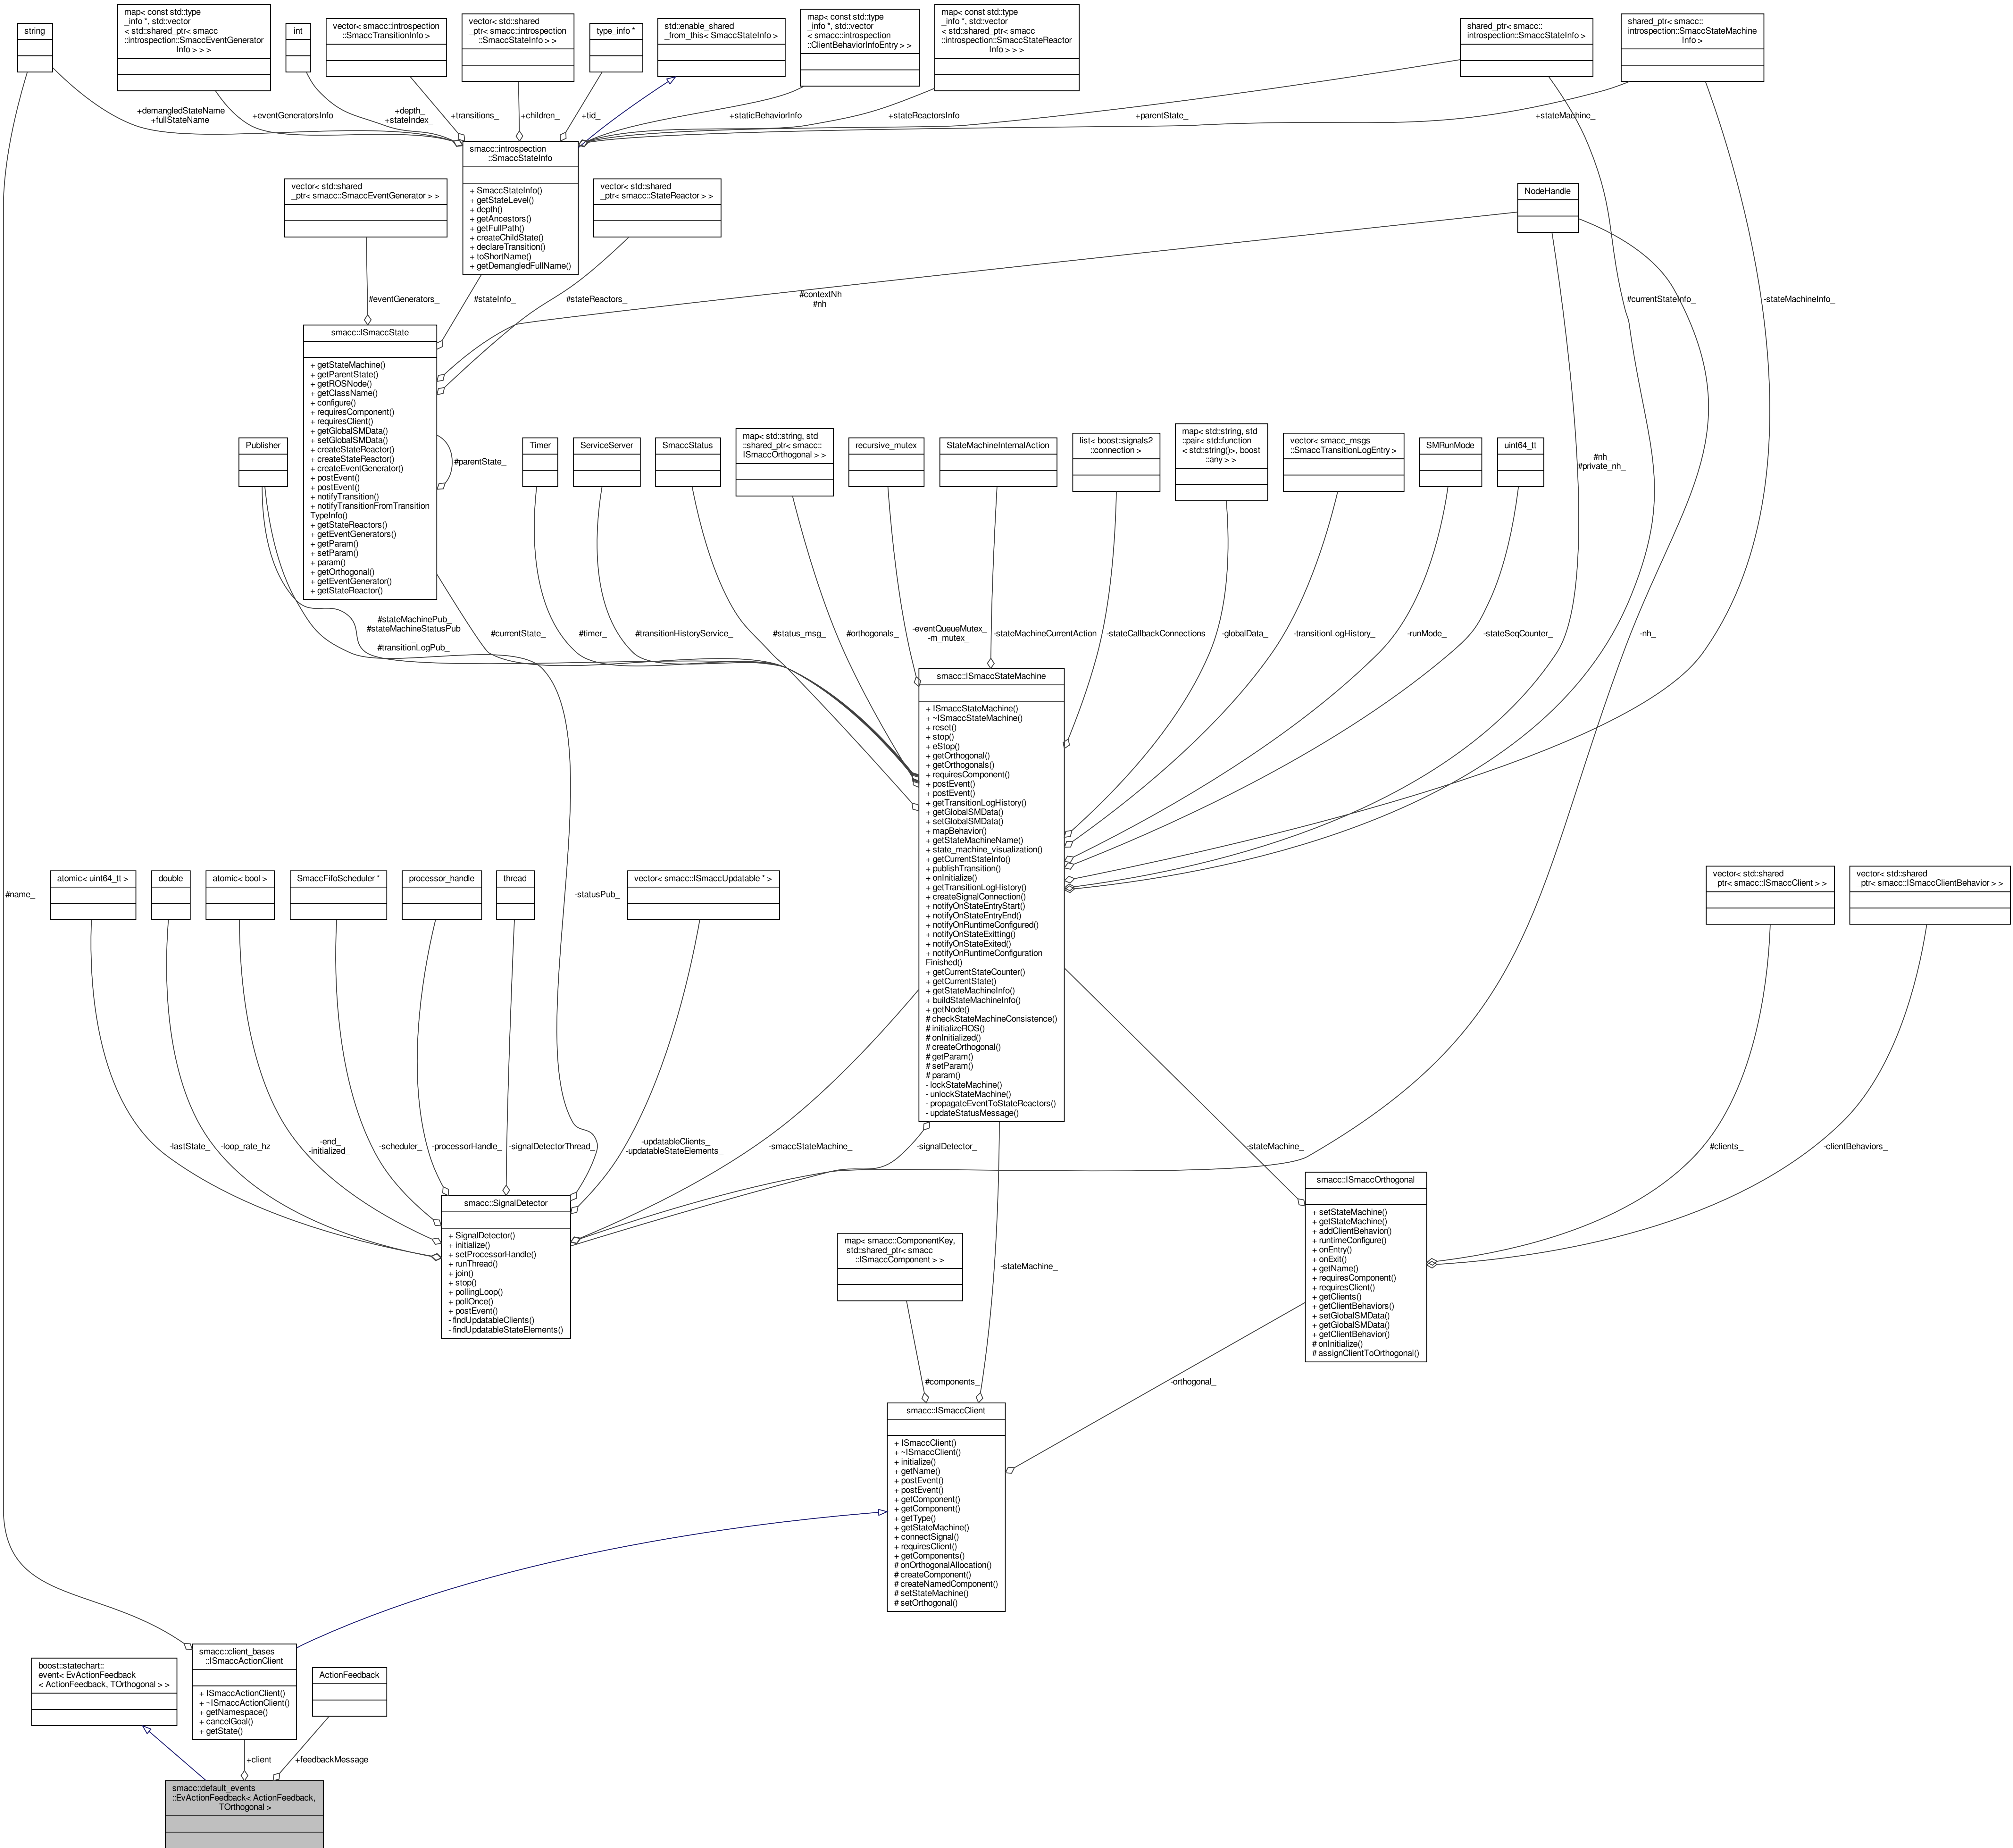 string
map< const std::type
_info *, std::vector
< std::shared_ptr< smacc
::introspection::SmaccEventGenerator
Info > > >
int
vector< smacc::introspection
::SmaccTransitionInfo >
vector< std::shared
_ptr< smacc::introspection
::SmaccStateInfo > >
type_info *
std::enable_shared
_from_this< SmaccStateInfo >
map< const std::type
_info *, std::vector
< smacc::introspection
::ClientBehaviorInfoEntry > >
map< const std::type
_info *, std::vector
< std::shared_ptr< smacc
::introspection::SmaccStateReactor
Info > > >
shared_ptr< smacc::
introspection::SmaccStateInfo >
shared_ptr< smacc::
introspection::SmaccStateMachine
Info >
+demangledStateName
+fullStateName
+eventGeneratorsInfo
+depth_
+stateIndex_
+transitions_
+children_
+tid_
+staticBehaviorInfo
+stateReactorsInfo
+parentState_
+stateMachine_
smacc::introspection
::SmaccStateInfo
+ SmaccStateInfo()
+ getStateLevel()
+ depth()
+ getAncestors()
+ getFullPath()
+ createChildState()
+ declareTransition()
+ toShortName()
+ getDemangledFullName()
vector< std::shared
_ptr< smacc::SmaccEventGenerator > >
vector< std::shared
_ptr< smacc::StateReactor > >
NodeHandle
#eventGenerators_
#stateInfo_
#stateReactors_
#contextNh
#nh
#currentStateInfo_
-stateMachineInfo_
smacc::ISmaccState
+ getStateMachine()
+ getParentState()
+ getROSNode()
+ getClassName()
+ configure()
+ requiresComponent()
+ requiresClient()
+ getGlobalSMData()
+ setGlobalSMData()
+ createStateReactor()
+ createStateReactor()
+ createEventGenerator()
+ postEvent()
+ postEvent()
+ notifyTransition()
+ notifyTransitionFromTransition
TypeInfo()
+ getStateReactors()
+ getEventGenerators()
+ getParam()
+ setParam()
+ param()
+ getOrthogonal()
+ getEventGenerator()
+ getStateReactor()
#parentState_
Publisher
Timer
ServiceServer
SmaccStatus
map< std::string, std
::shared_ptr< smacc::
ISmaccOrthogonal > >
recursive_mutex
StateMachineInternalAction
list< boost::signals2
::connection >
map< std::string, std
::pair< std::function
< std::string()>, boost
::any > >
vector< smacc_msgs
::SmaccTransitionLogEntry >
SMRunMode
uint64_tt
#nh_
#private_nh_
#stateMachinePub_
#stateMachineStatusPub
_
#transitionLogPub_
#currentState_
#timer_
#transitionHistoryService_
#status_msg_
#orthogonals_
-eventQueueMutex_
-m_mutex_
-stateMachineCurrentAction
-stateCallbackConnections
-globalData_
-transitionLogHistory_
-runMode_
-stateSeqCounter_
-nh_
smacc::ISmaccStateMachine
+ ISmaccStateMachine()
+ ~ISmaccStateMachine()
+ reset()
+ stop()
+ eStop()
+ getOrthogonal()
+ getOrthogonals()
+ requiresComponent()
+ postEvent()
+ postEvent()
+ getTransitionLogHistory()
+ getGlobalSMData()
+ setGlobalSMData()
+ mapBehavior()
+ getStateMachineName()
+ state_machine_visualization()
+ getCurrentStateInfo()
+ publishTransition()
+ onInitialize()
+ getTransitionLogHistory()
+ createSignalConnection()
+ notifyOnStateEntryStart()
+ notifyOnStateEntryEnd()
+ notifyOnRuntimeConfigured()
+ notifyOnStateExitting()
+ notifyOnStateExited()
+ notifyOnRuntimeConfiguration
Finished()
+ getCurrentStateCounter()
+ getCurrentState()
+ getStateMachineInfo()
+ buildStateMachineInfo()
+ getNode()
# checkStateMachineConsistence()
# initializeROS()
# onInitialized()
# createOrthogonal()
# getParam()
# setParam()
# param()
- lockStateMachine()
- unlockStateMachine()
- propagateEventToStateReactors()
- updateStatusMessage()
#name_
atomic< uint64_tt >
double
atomic< bool >
SmaccFifoScheduler *
processor_handle
thread
-statusPub_
vector< smacc::ISmaccUpdatable * >
vector< std::shared
_ptr< smacc::ISmaccClient > >
vector< std::shared
_ptr< smacc::ISmaccClientBehavior > >
-lastState_
-loop_rate_hz
-end_
-initialized_
-scheduler_
-processorHandle_
-signalDetectorThread_
-updatableClients_
-updatableStateElements_
-smaccStateMachine_
-signalDetector_
-stateMachine_
#clients_
-clientBehaviors_
smacc::SignalDetector
+ SignalDetector()
+ initialize()
+ setProcessorHandle()
+ runThread()
+ join()
+ stop()
+ pollingLoop()
+ pollOnce()
+ postEvent()
- findUpdatableClients()
- findUpdatableStateElements()
smacc::ISmaccOrthogonal
+ setStateMachine()
+ getStateMachine()
+ addClientBehavior()
+ runtimeConfigure()
+ onEntry()
+ onExit()
+ getName()
+ requiresComponent()
+ requiresClient()
+ getClients()
+ getClientBehaviors()
+ setGlobalSMData()
+ getGlobalSMData()
+ getClientBehavior()
# onInitialize()
# assignClientToOrthogonal()
map< smacc::ComponentKey,
std::shared_ptr< smacc
::ISmaccComponent > >
-stateMachine_
#components_
-orthogonal_
smacc::ISmaccClient
+ ISmaccClient()
+ ~ISmaccClient()
+ initialize()
+ getName()
+ postEvent()
+ postEvent()
+ getComponent()
+ getComponent()
+ getType()
+ getStateMachine()
+ connectSignal()
+ requiresClient()
+ getComponents()
# onOrthogonalAllocation()
# createComponent()
# createNamedComponent()
# setStateMachine()
# setOrthogonal()
boost::statechart::
event< EvActionFeedback
< ActionFeedback, TOrthogonal > >
smacc::client_bases
::ISmaccActionClient
+ ISmaccActionClient()
+ ~ISmaccActionClient()
+ getNamespace()
+ cancelGoal()
+ getState()
ActionFeedback
+client
+feedbackMessage
smacc::default_events
::EvActionFeedback< ActionFeedback,
TOrthogonal >